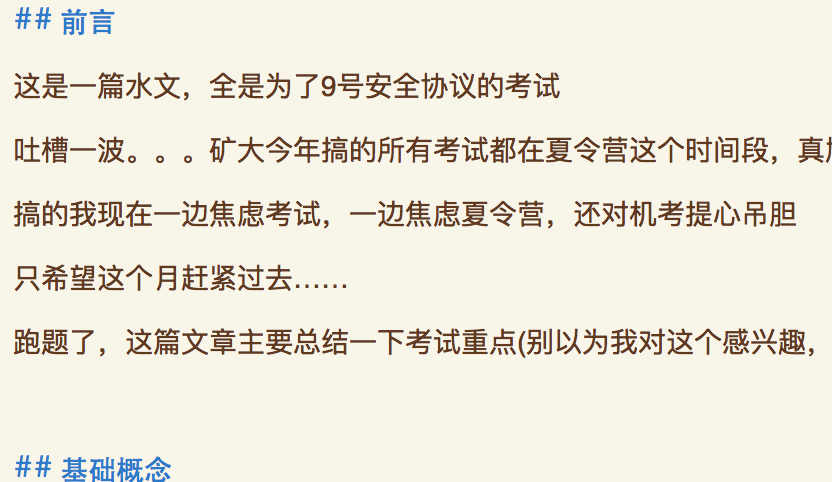 ## 前言
这是一篇水文，全是为了9号安全协议的考试
吐槽一波。。。矿大今年搞的所有考试都在夏令营这个时间段，真
搞的我现在一边焦虑考试，一边焦虑夏令营，还对机考提心吊胆
只希望这个月赶紧过去……
跑题了，这篇文章主要总结一下考试重点(别以为我对这个感兴趣，
## 基础概念